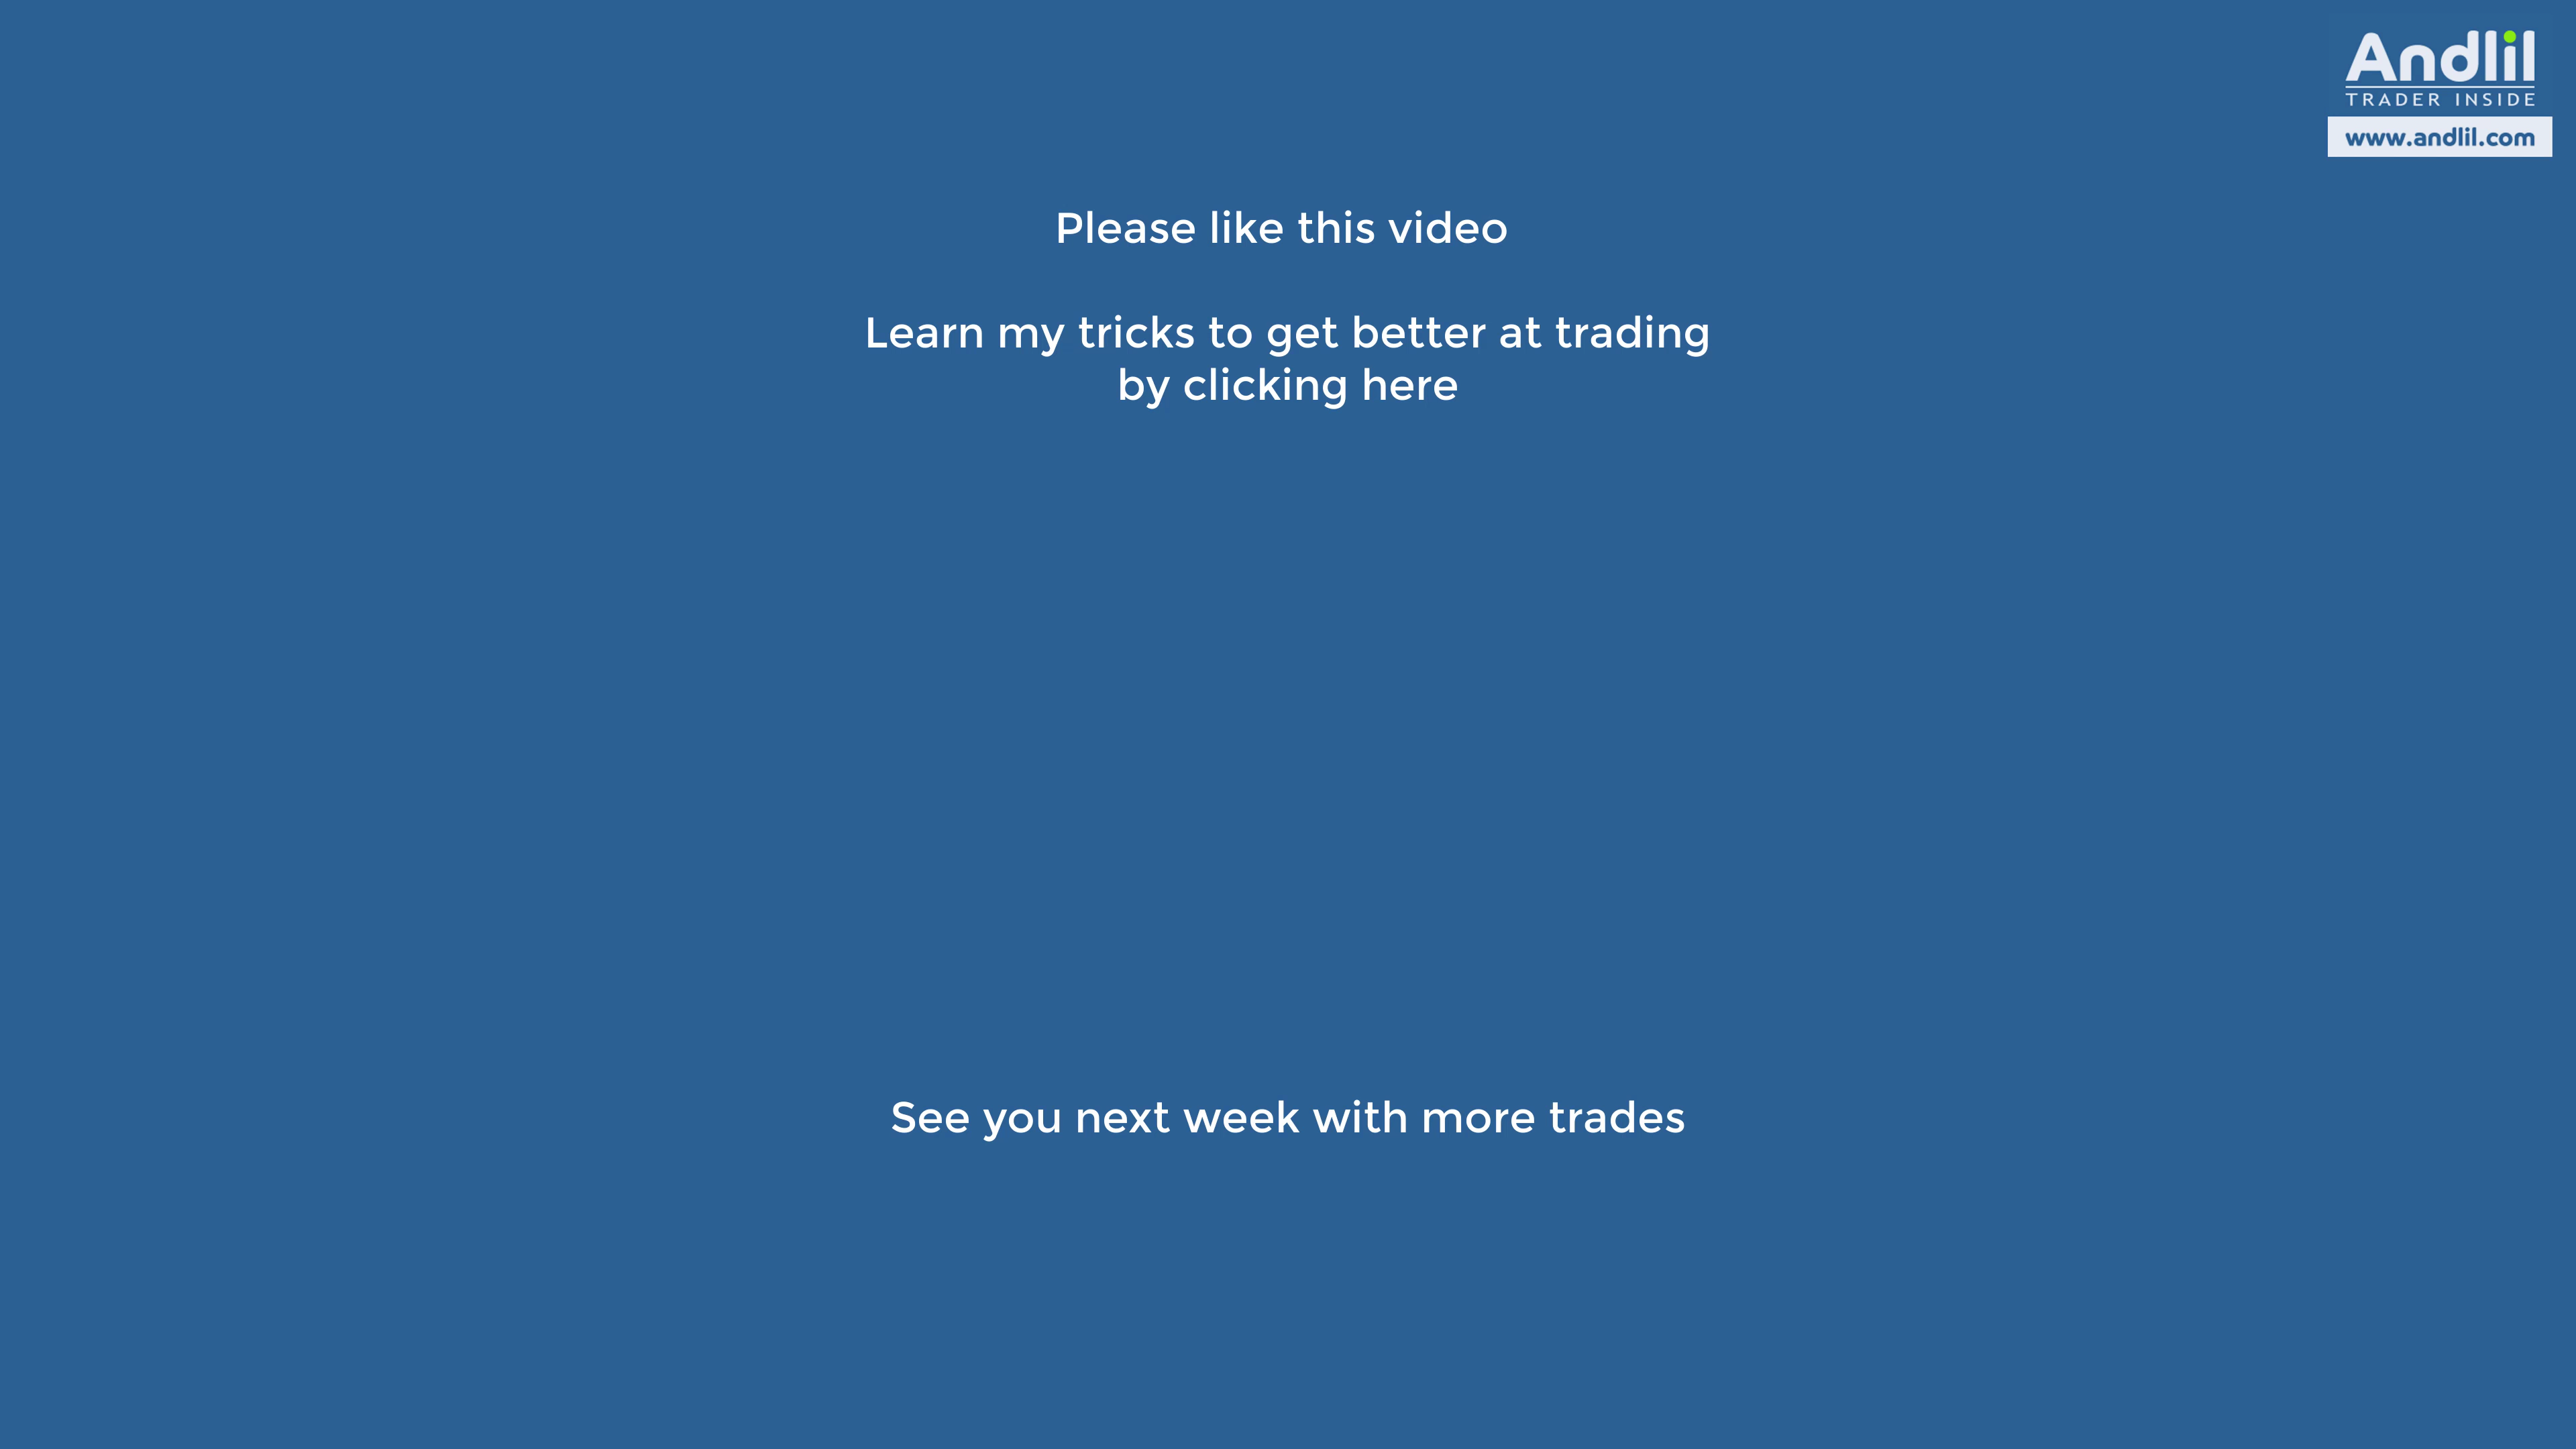 Andlil
TRADER INSIDE
www.andlil.com
Please like this video
Learn my tricks to get better at trading
by clicking here
See you next week with more trades